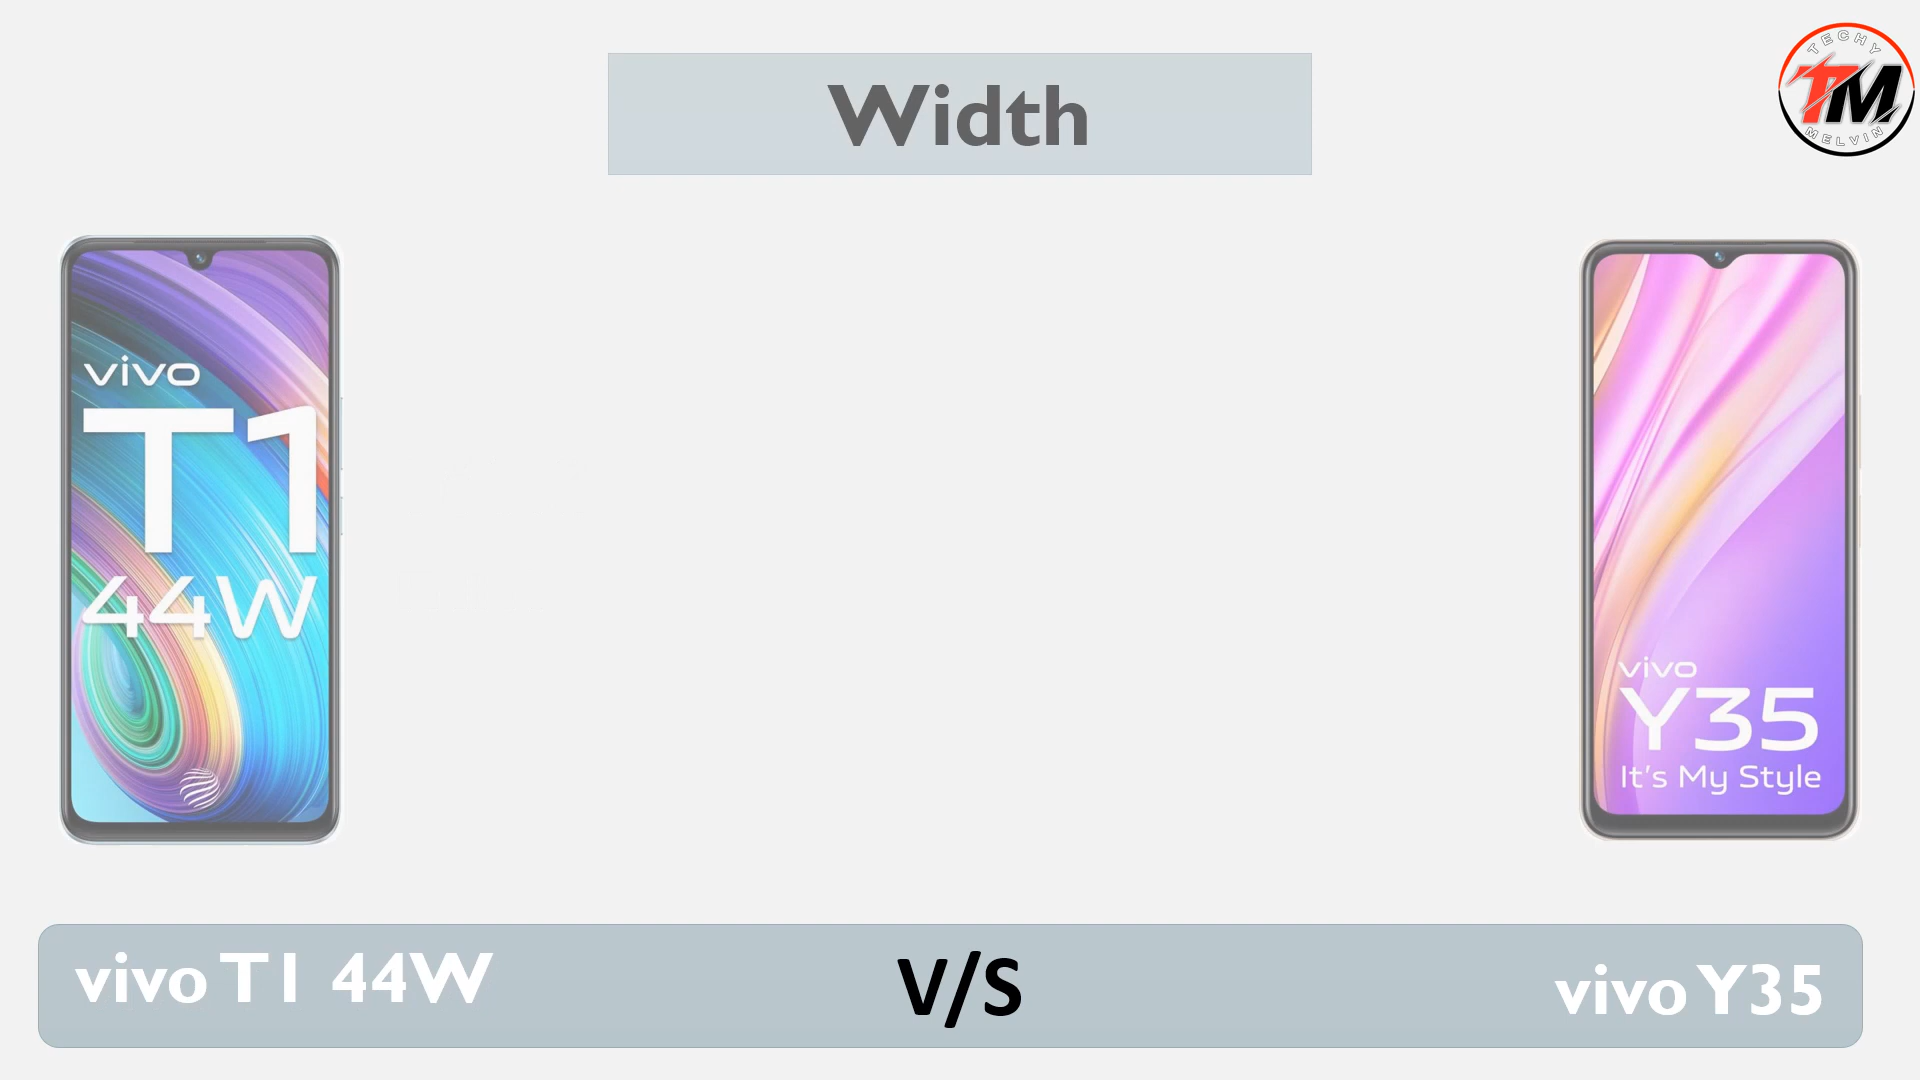 Width
TECHY
TM
MELVIN
vivo
T1
44W
vivo
Y35
It's My Style
vivo T1 44W
V/S
vivo Y35